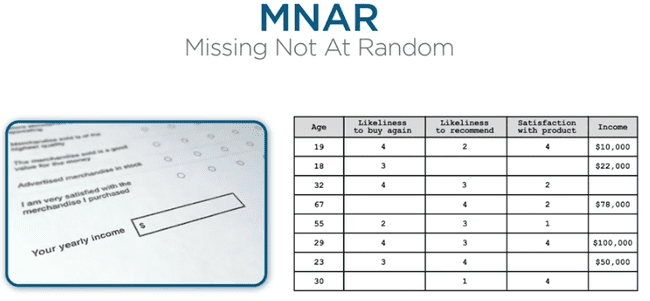 MNAR
Missing Not At Random
Merchandise sold is of the
highest quality
The merchandise sold is a good
value for the money
Advertised merchandise in stock
I am very satisfied with the
merchandise I purchased
Your yearly income $
Age Likeliness to buy again Likeliness to recommend Satisfaction with product Income
19 4 2 4 $10,000
18 3 $22,000
32 4 3 2
67 4 2 $78,000
55 2 3 1
29 4 3 4 $100,000
23 3 4 $50,000
30 1 4